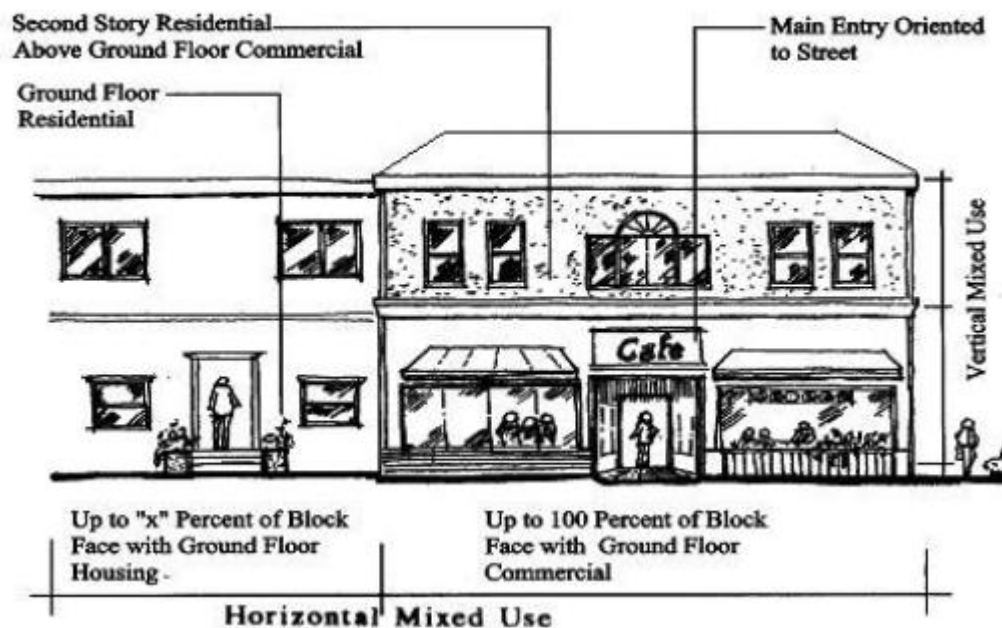 Second Story Residential
Above Ground Floor Commercial
Main Entry Oriented
to Street
Ground Floor
Residential
Vertical Mixed Use
Cafe
Up to "x" Percent of Block
Face with Ground Floor
Housing
Up to 100 Percent of Block
Face with Ground Floor
Commercial
Horizontal Mixed Use